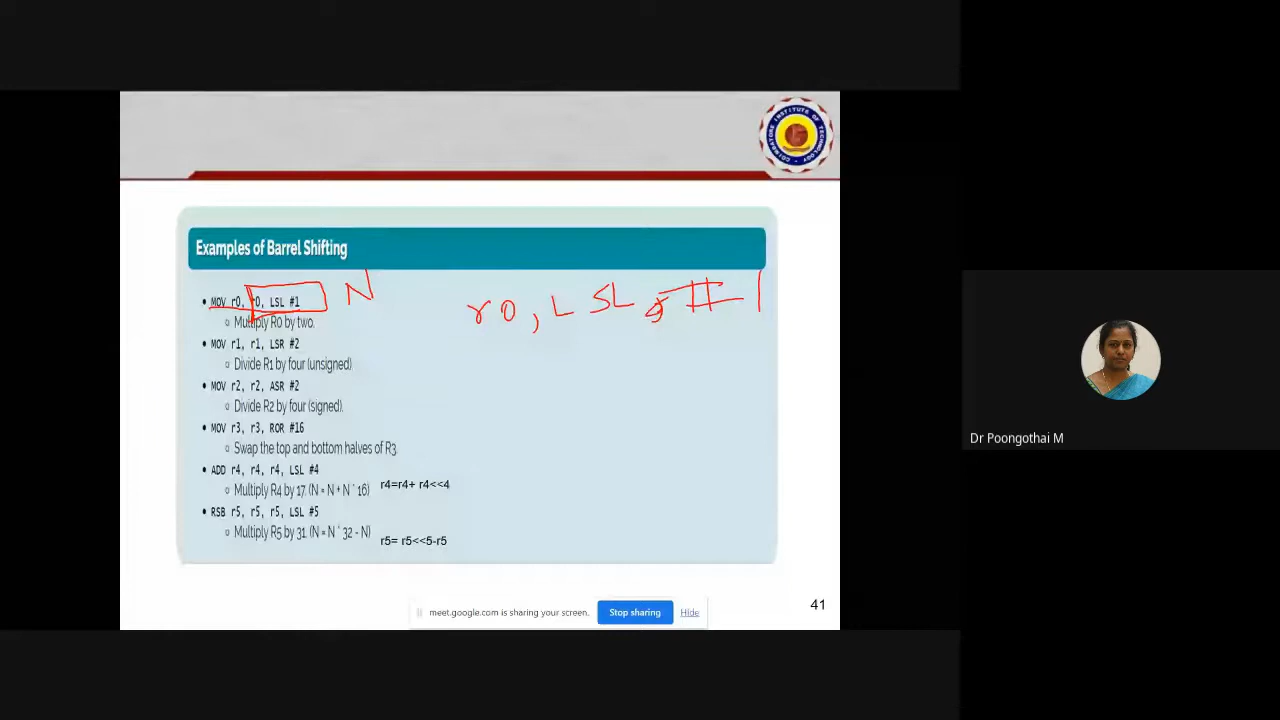 COIMBATORE INSTITUTE OF TECHNOLOGY
Examples of Barrel Shifting
• MOV r0, r0, LSL #1
N
r0, LSL, #1
Multiply R0 by two.
• MOV r1, r1, LSR #2
Divide R1 by four (unsigned)
• MOV r2, r2, ASR #2
Divide R2 by four (signed).
• MOV r3, r3, ROR #16
Swap the top and bottom halves of R3.
• ADD r4, r4, r4, LSL #4
Multiply R4 by 17. (N = N + N * 16)
r4=r4+ r4<<4
• RSB r5, r5, r5, LSL #5
Multiply R5 by 31. (N = N * 32 - N)
r5= r5<<5-r5
Dr Poongothai M
41
meet.google.com is sharing your screen.
Stop sharing
Hide